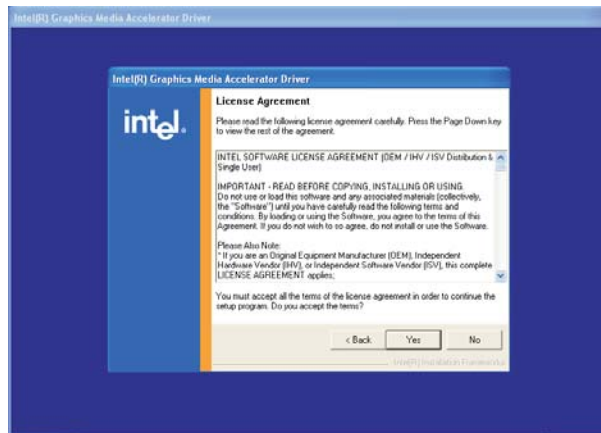 Intel(R) Graphics Media Accelerator Driver
Intel(R) Graphics Media Accelerator Driver
intel.
License Agreement
Please read the following license agreement carefully. Press the Page Down key
to view the rest of the agreement.
INTEL SOFTWARE LICENSE AGREEMENT (OEM / IHV / ISV Distribution &
Single User)
IMPORTANT - READ BEFORE COPYING, INSTALLING OR USING.
Do not use or load this software and any associated materials (collectively,
the "Software") until you have carefully read the following terms and
conditions. By loading or using the Software, you agree to the terms of this
Agreement. If you do not wish to so agree, do not install or use the Software.
Please Also Note:
* If you are an Original Equipment Manufacturer (OEM), Independent
Hardware Vendor (IHV), or Independent Software Vendor (ISV), this complete
LICENSE AGREEMENT applies;
You must accept all the terms of the license agreement in order to continue the
setup program. Do you accept the terms?
< Back
Yes
No
Intel(R) Installation Frameworks